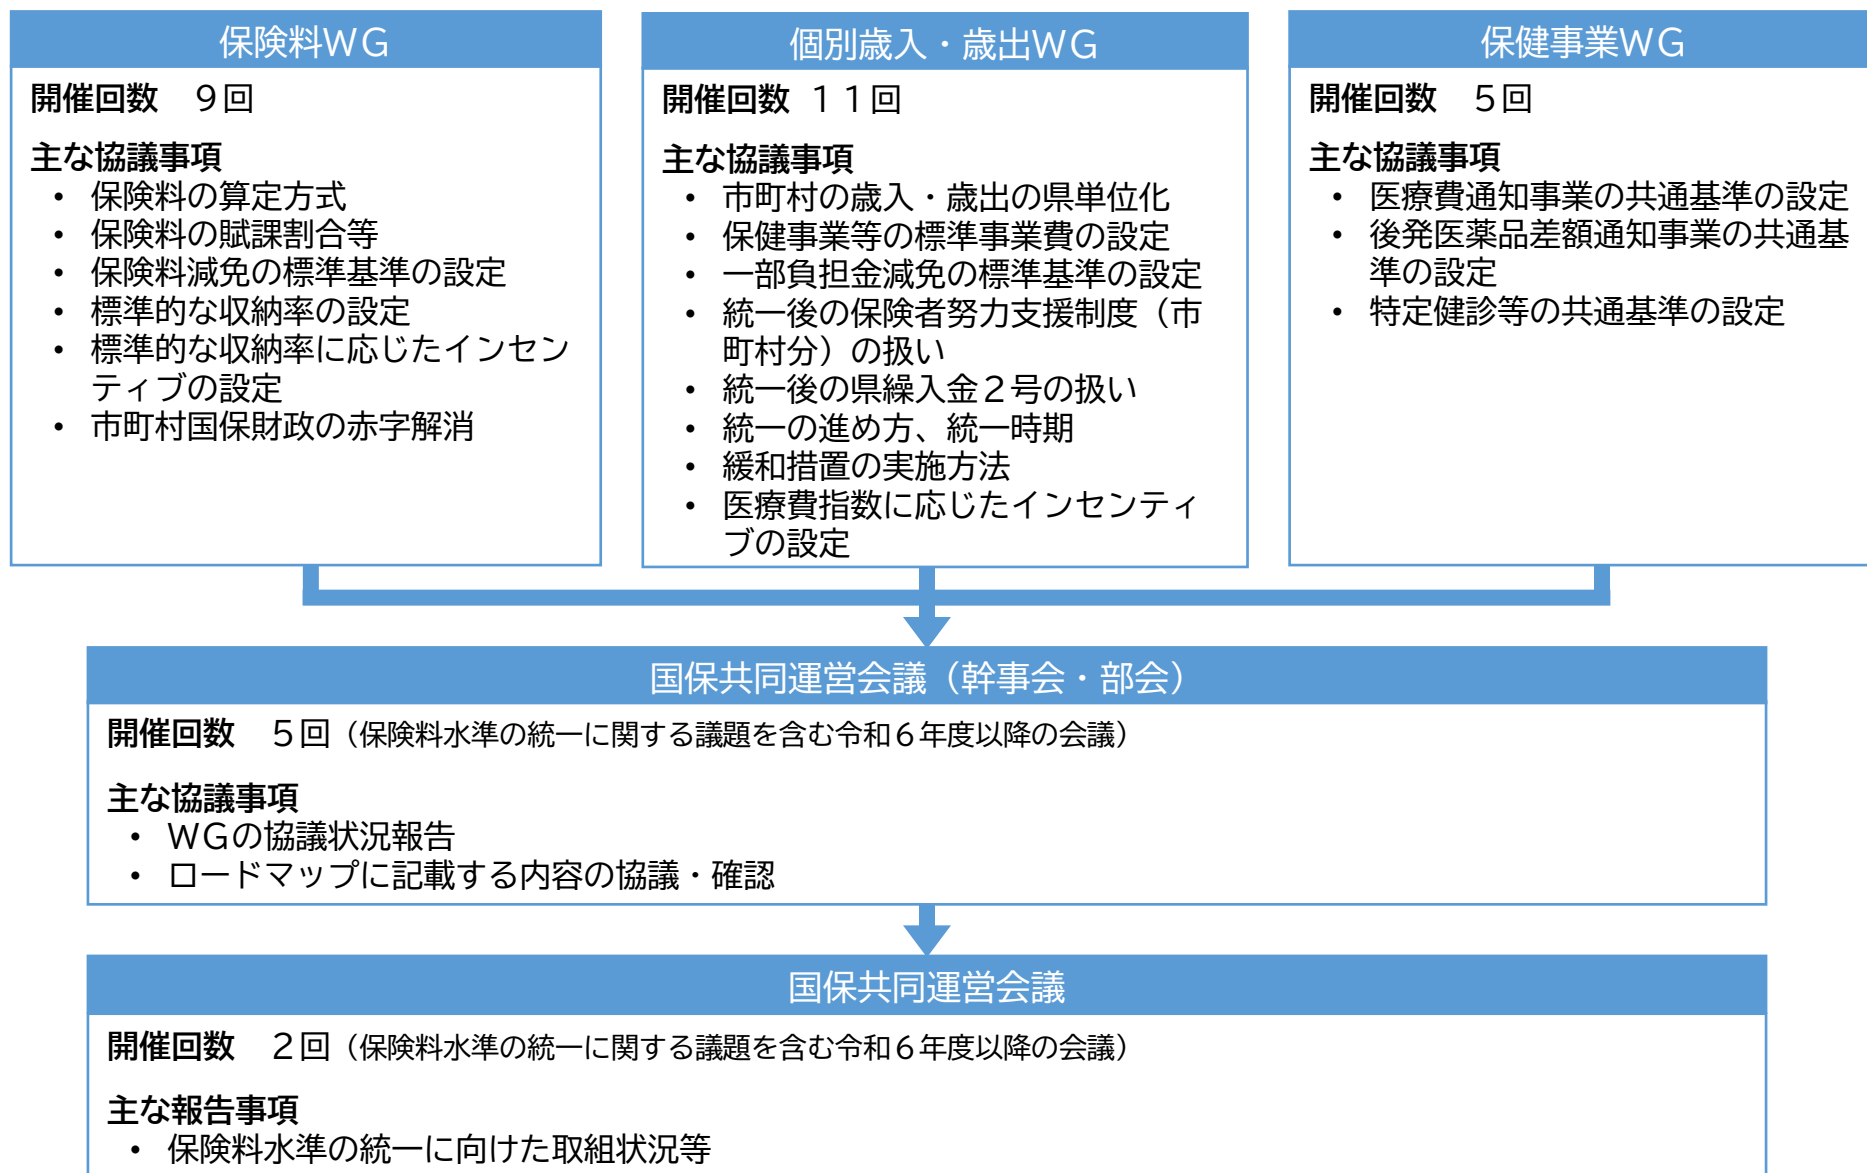 保険料ＷＧ
開催回数　９回
主な協議事項
• 保険料の算定方式
• 保険料の賦課割合等
• 保険料減免の標準基準の設定
• 標準的な収納率の設定
• 標準的な収納率に応じたインセン
ティブの設定
• 市町村国保財政の赤字解消
個別歳入・歳出ＷＧ
開催回数 １１回
主な協議事項
• 市町村の歳入・歳出の県単位化
• 保健事業等の標準事業費の設定
• 一部負担金減免の標準基準の設定
• 統一後の保険者努力支援制度（市
町村分）の扱い
• 統一後の県繰入金２号の扱い
• 統一の進め方、統一時期
• 緩和措置の実施方法
• 医療費指数に応じたインセンティ
ブの設定
保健事業ＷＧ
開催回数　５回
主な協議事項
• 医療費通知事業の共通基準の設定
• 後発医薬品差額通知事業の共通基
準の設定
• 特定健診等の共通基準の設定
国保共同運営会議（幹事会・部会）
開催回数　５回（保険料水準の統一に関する議題を含む令和６年度以降の会議）
主な協議事項
• ＷＧの協議状況報告
• ロードマップに記載する内容の協議・確認
国保共同運営会議
開催回数　２回（保険料水準の統一に関する議題を含む令和６年度以降の会議）
主な報告事項
• 保険料水準の統一に向けた取組状況等